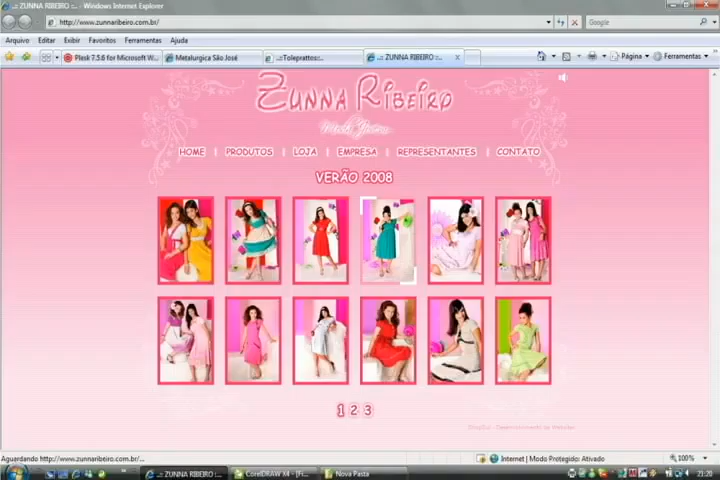 .:: ZUNNA RIBEIRO ::. - Windows Internet Explorer
http://www.zunnaribeiro.com.br/
Google
Arquivo Editar Exibir Favoritos Ferramentas Ajuda
Plesk 7.5.6 for Microsoft W...
Metalurgica São José
.::Toleprattos::.
.:: ZUNNA RIBEIRO ::.
Página
Ferramentas
ZUNNA RIBEIRO
HOME | PRODUTOS | LOJA | EMPRESA | REPRESENTANTES | CONTATO
VERÃO 2008
1 2 3
Aguardando http://www.zunnaribeiro.com.br/...
Internet | Modo Protegido: Ativado
100%
.:: ZUNNA RIBEIRO ::...
CorelDRAW X4 - [Fi...
Nova Pasta
21:20